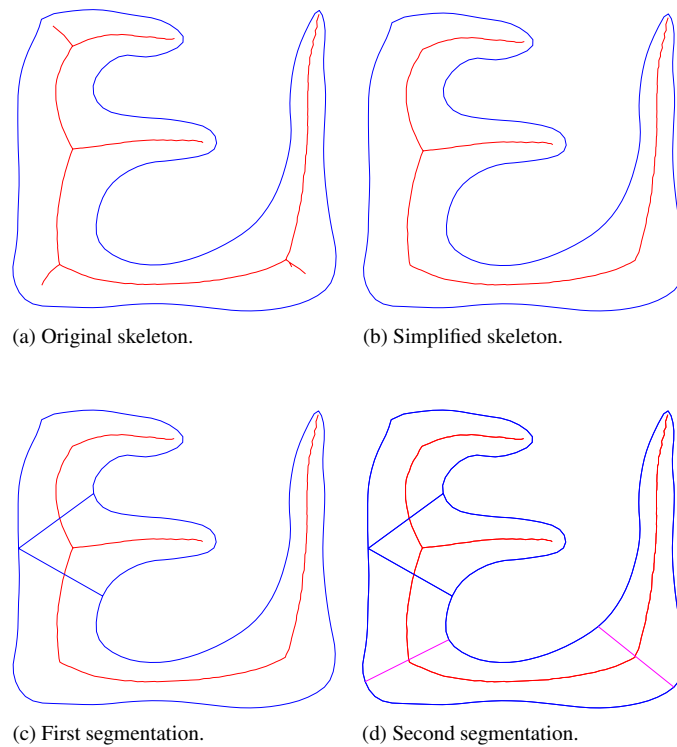 (a) Original skeleton.
(b) Simplified skeleton.
(c) First segmentation.
(d) Second segmentation.